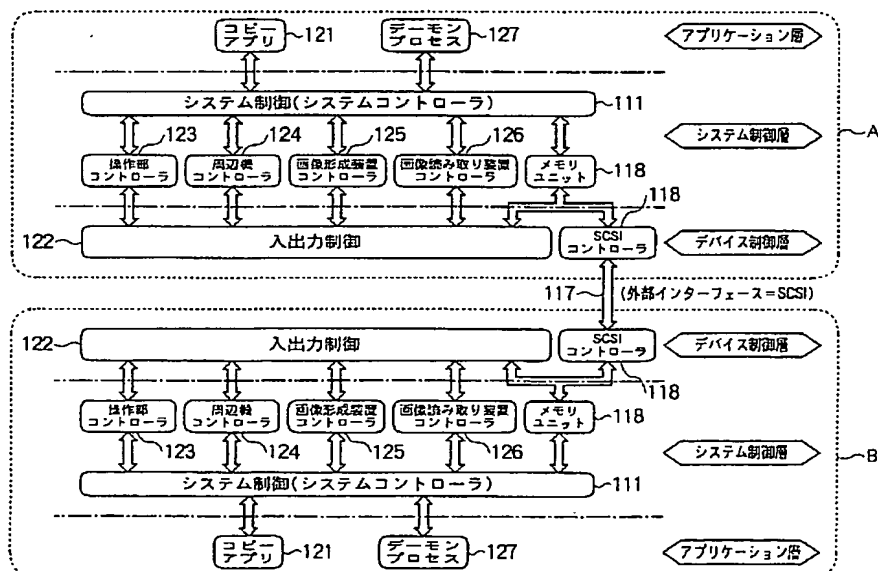 コピー
アプリ
121
デーモン
プロセス
127
アプリケーション層
システム制御(システムコントローラ)
111
123
124
125
126
操作部
コントローラ
周辺機
コントローラ
画像形成装置
コントローラ
画像読み取り装置
コントローラ
メモリ
ユニット
118
システム制御層
A
118
122
入出力制御
SCSI
コントローラ
デバイス制御層
117
(外部インターフェース=SCSI)
122
入出力制御
SCSI
コントローラ
デバイス制御層
118
操作部
コントローラ
周辺機
コントローラ
画像形成装置
コントローラ
画像読み取り装置
コントローラ
メモリ
ユニット
118
123
124
125
126
システム制御層
B
システム制御(システムコントローラ)
111
コピー
アプリ
121
デーモン
プロセス
127
アプリケーション層